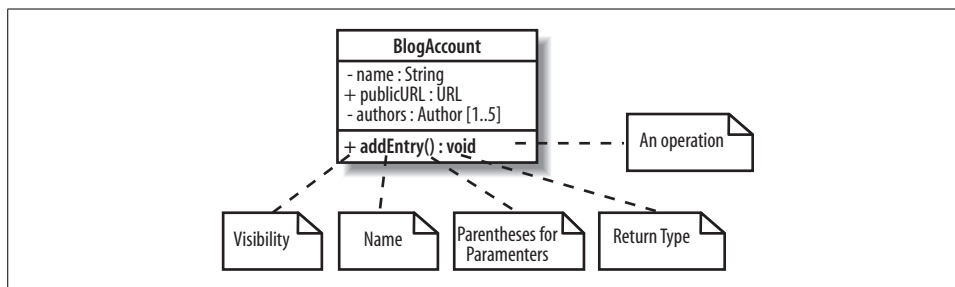 BlogAccount
- name : String
+ publicURL : URL
- authors : Author [1..5]
+ addEntry() : void
An operation
Visibility
Name
Parentheses for
Paramenters
Return Type